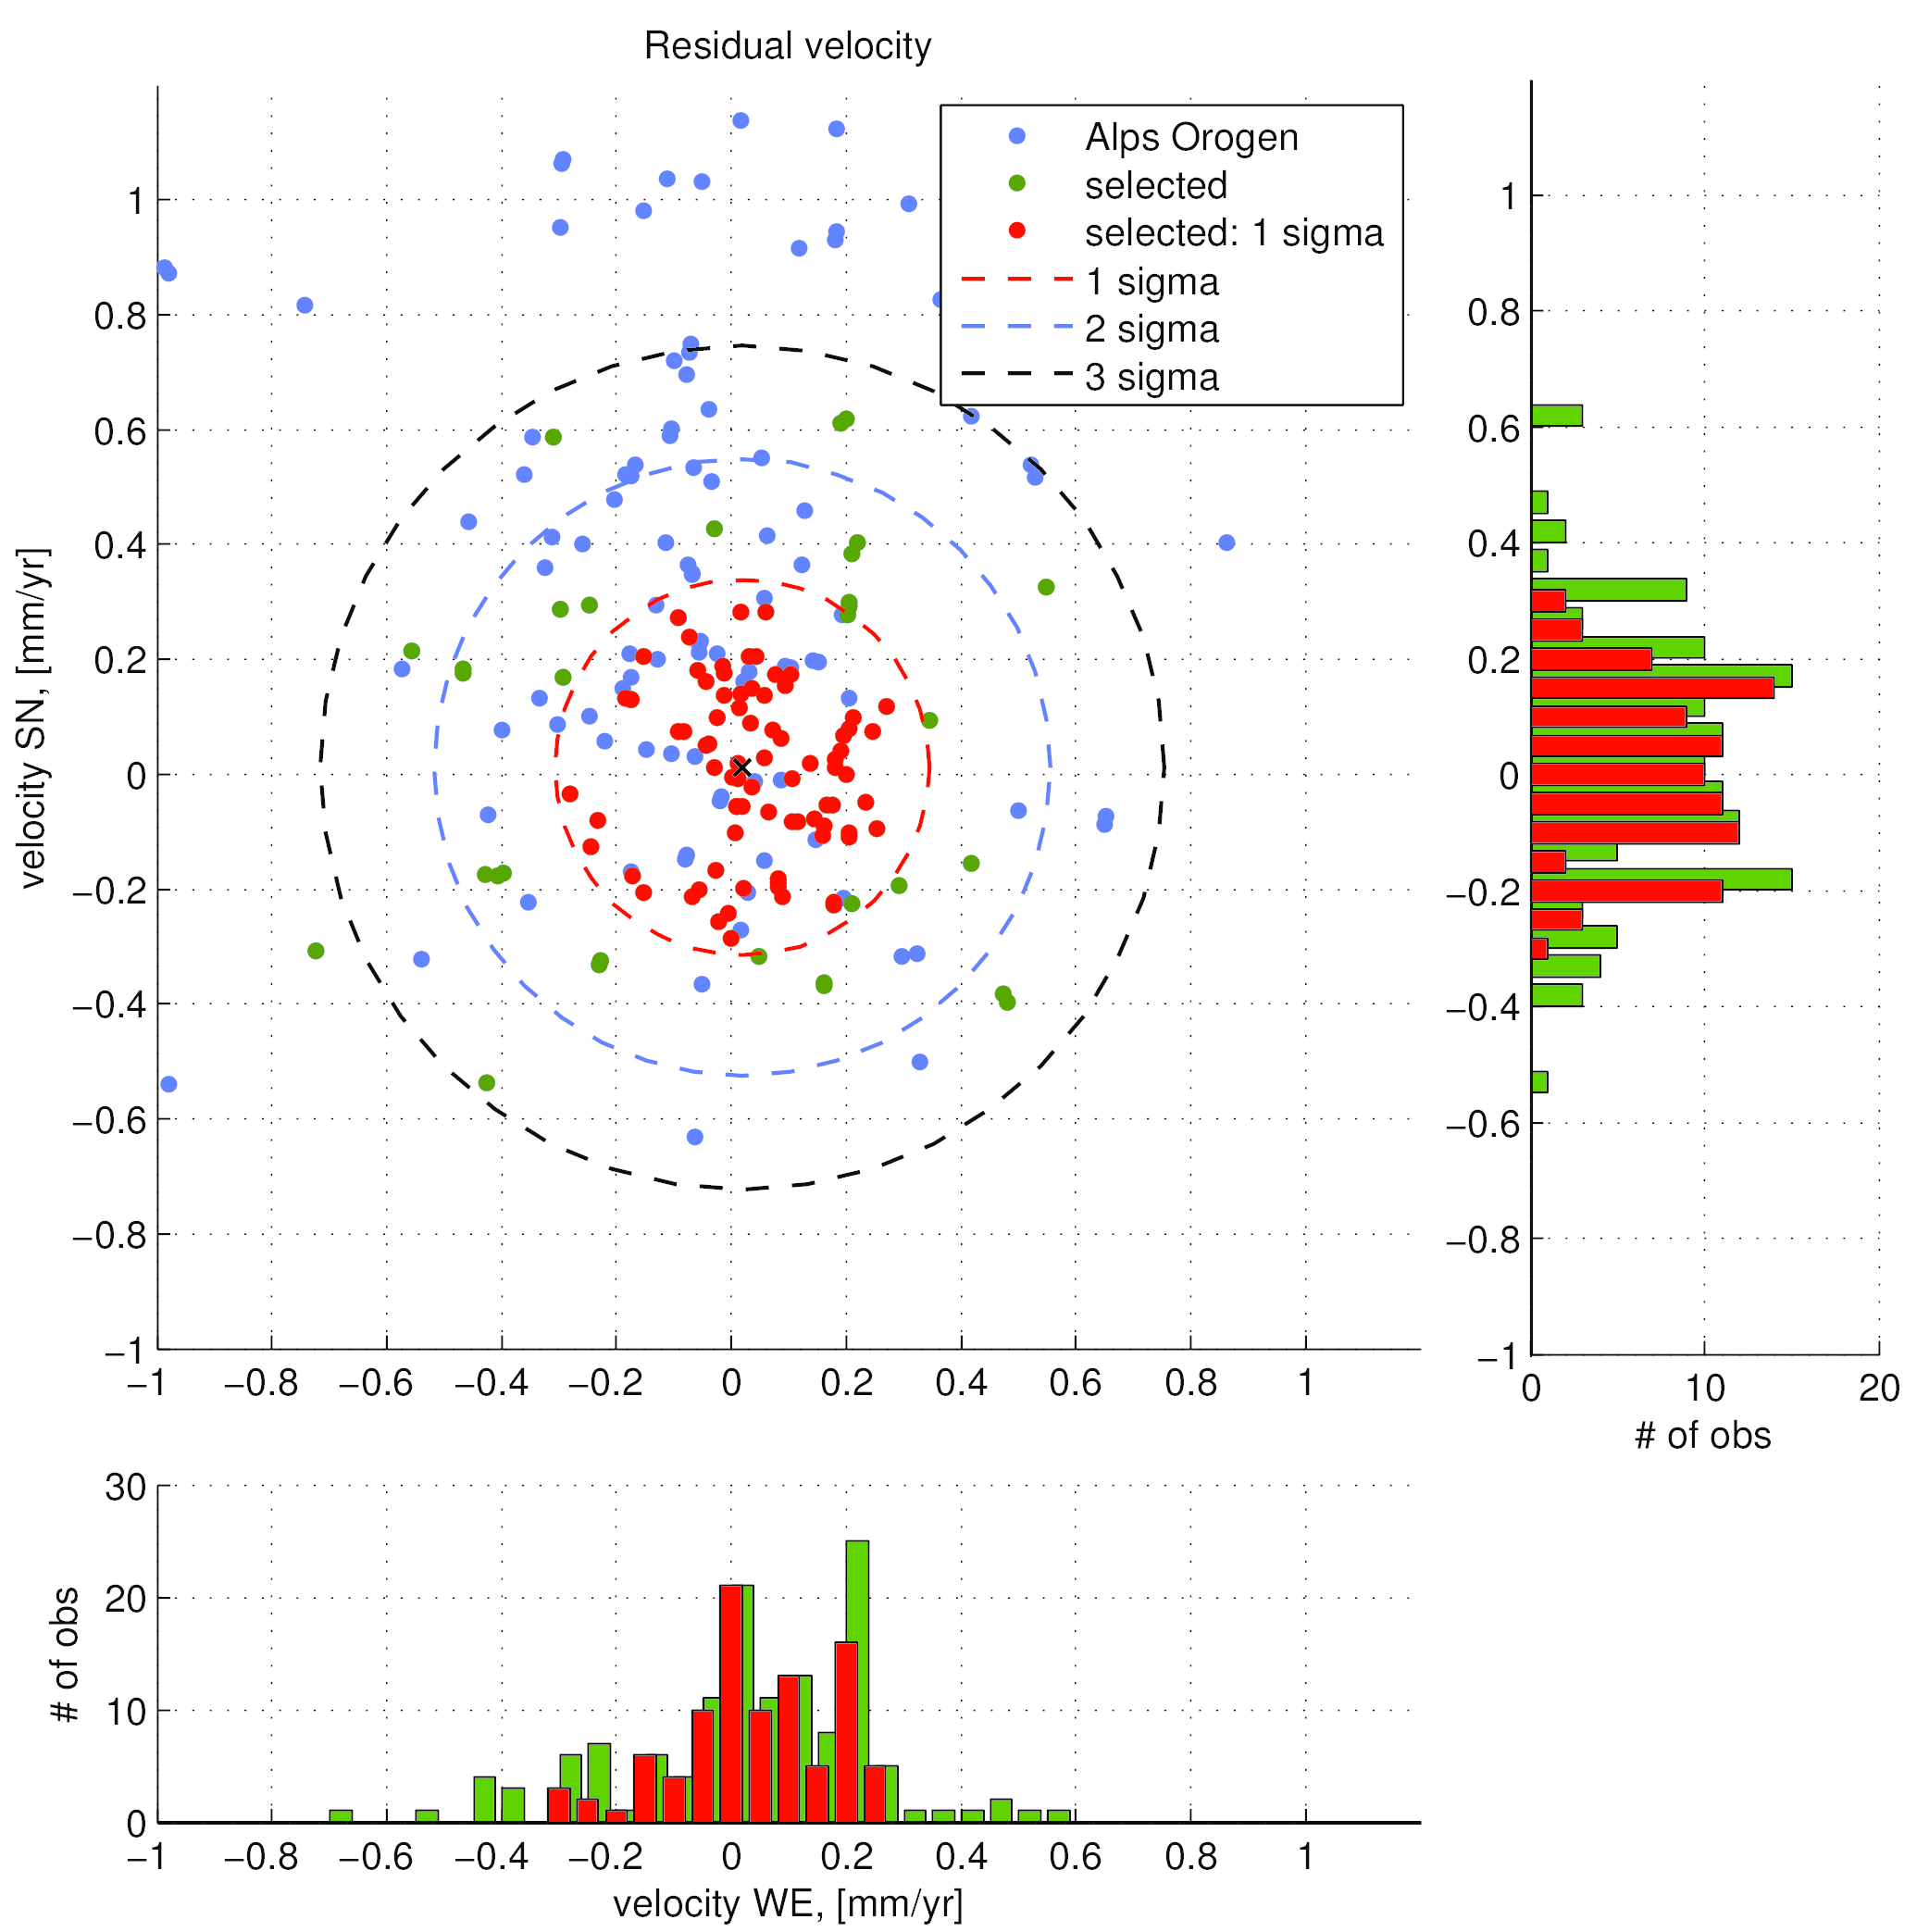 Residual velocity
Alps Orogen
selected
selected: 1 sigma
1 sigma
2 sigma
3 sigma
velocity SN, [mm/yr]
1
0.8
0.6
0.4
0.2
0
−0.2
−0.4
−0.6
−0.8
−1
−1 −0.8 −0.6 −0.4 −0.2 0 0.2 0.4 0.6 0.8 1
1
0.8
0.6
0.4
0.2
0
−0.2
−0.4
−0.6
−0.8
−1
0 10 20
# of obs
# of obs
30
20
10
0
−1 −0.8 −0.6 −0.4 −0.2 0 0.2 0.4 0.6 0.8 1
velocity WE, [mm/yr]